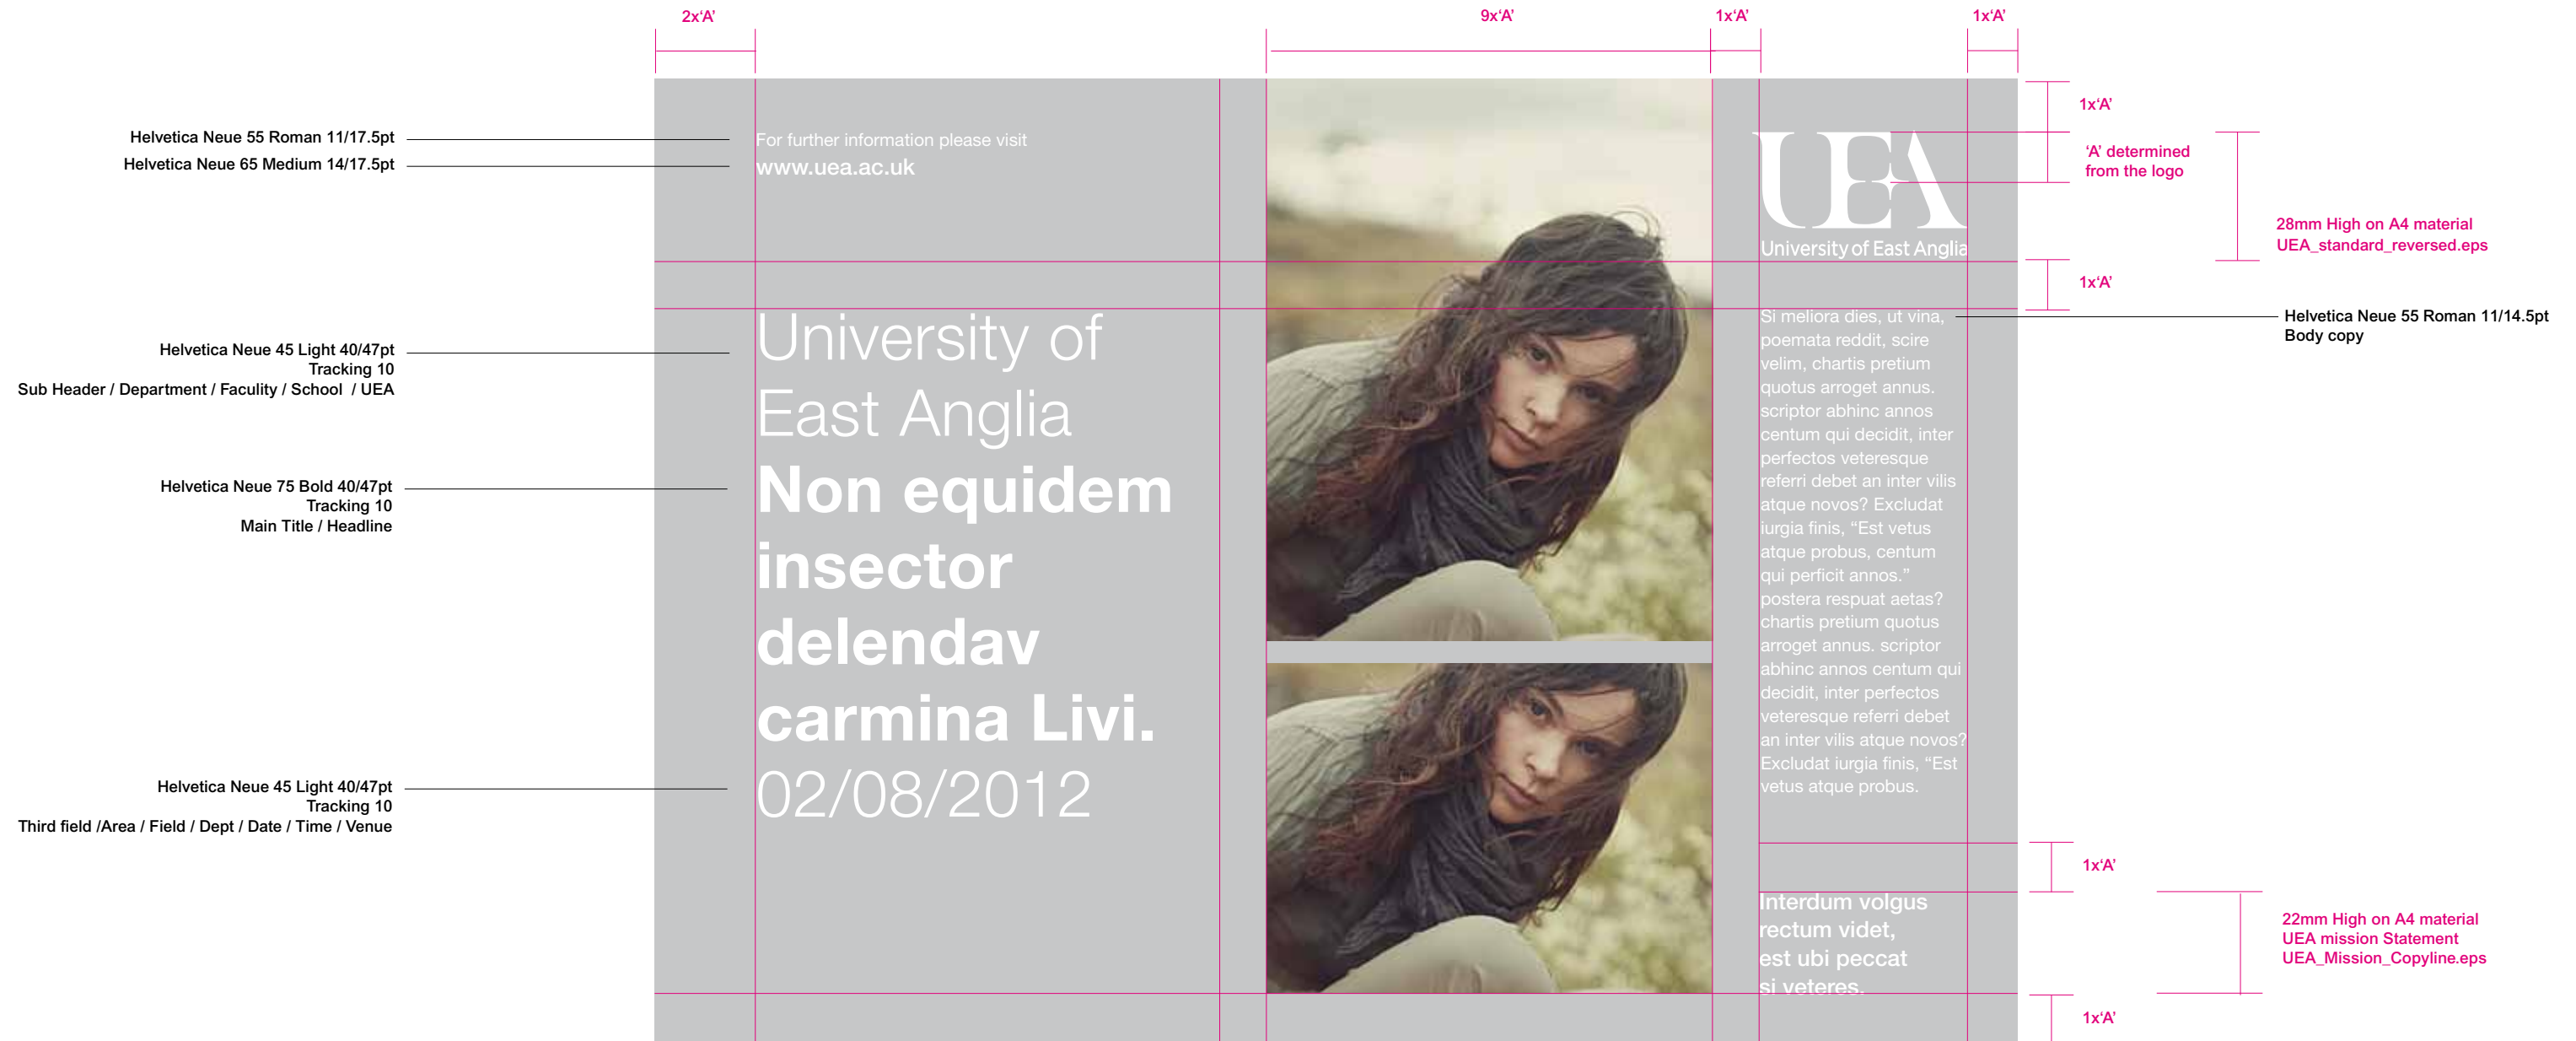 2x‘A’
9x‘A’
1x‘A’
1x‘A’
Helvetica Neue 55 Roman 11/17.5pt
Helvetica Neue 65 Medium 14/17.5pt
For further information please visit
www.uea.ac.uk
UEA
University of East Anglia
1x‘A’
‘A’ determined
from the logo
28mm High on A4 material
UEA_standard_reversed.eps
1x‘A’
Helvetica Neue 45 Light 40/47pt
Tracking 10
Sub Header / Department / Faculity / School  / UEA
Helvetica Neue 75 Bold 40/47pt
Tracking 10
Main Title / Headline
Helvetica Neue 45 Light 40/47pt
Tracking 10
Third field /Area / Field / Dept / Date / Time / Venue
University of
East Anglia
Non equidem
insector
delendav
carmina Livi.
02/08/2012
Si meliora dies, ut vina,
poemata reddit, scire
velim, chartis pretium
quotus arroget annus.
scriptor abhinc annos
centum qui decidit, inter
perfectos veteresque
referri debet an inter vilis
atque novos? Excludat
iurgia finis, “Est vetus
atque probus, centum
qui perficit annos.”
postera respuat aetas?
chartis pretium quotus
arroget annus. scriptor
abhinc annos centum qui
decidit, inter perfectos
veteresque referri debet
an inter vilis atque novos?
Excludat iurgia finis, “Est
vetus atque probus.
Helvetica Neue 55 Roman 11/14.5pt
Body copy
1x‘A’
Interdum volgus
rectum videt,
est ubi peccat
si veteres.
22mm High on A4 material
UEA mission Statement
UEA_Mission_Copyline.eps
1x‘A’